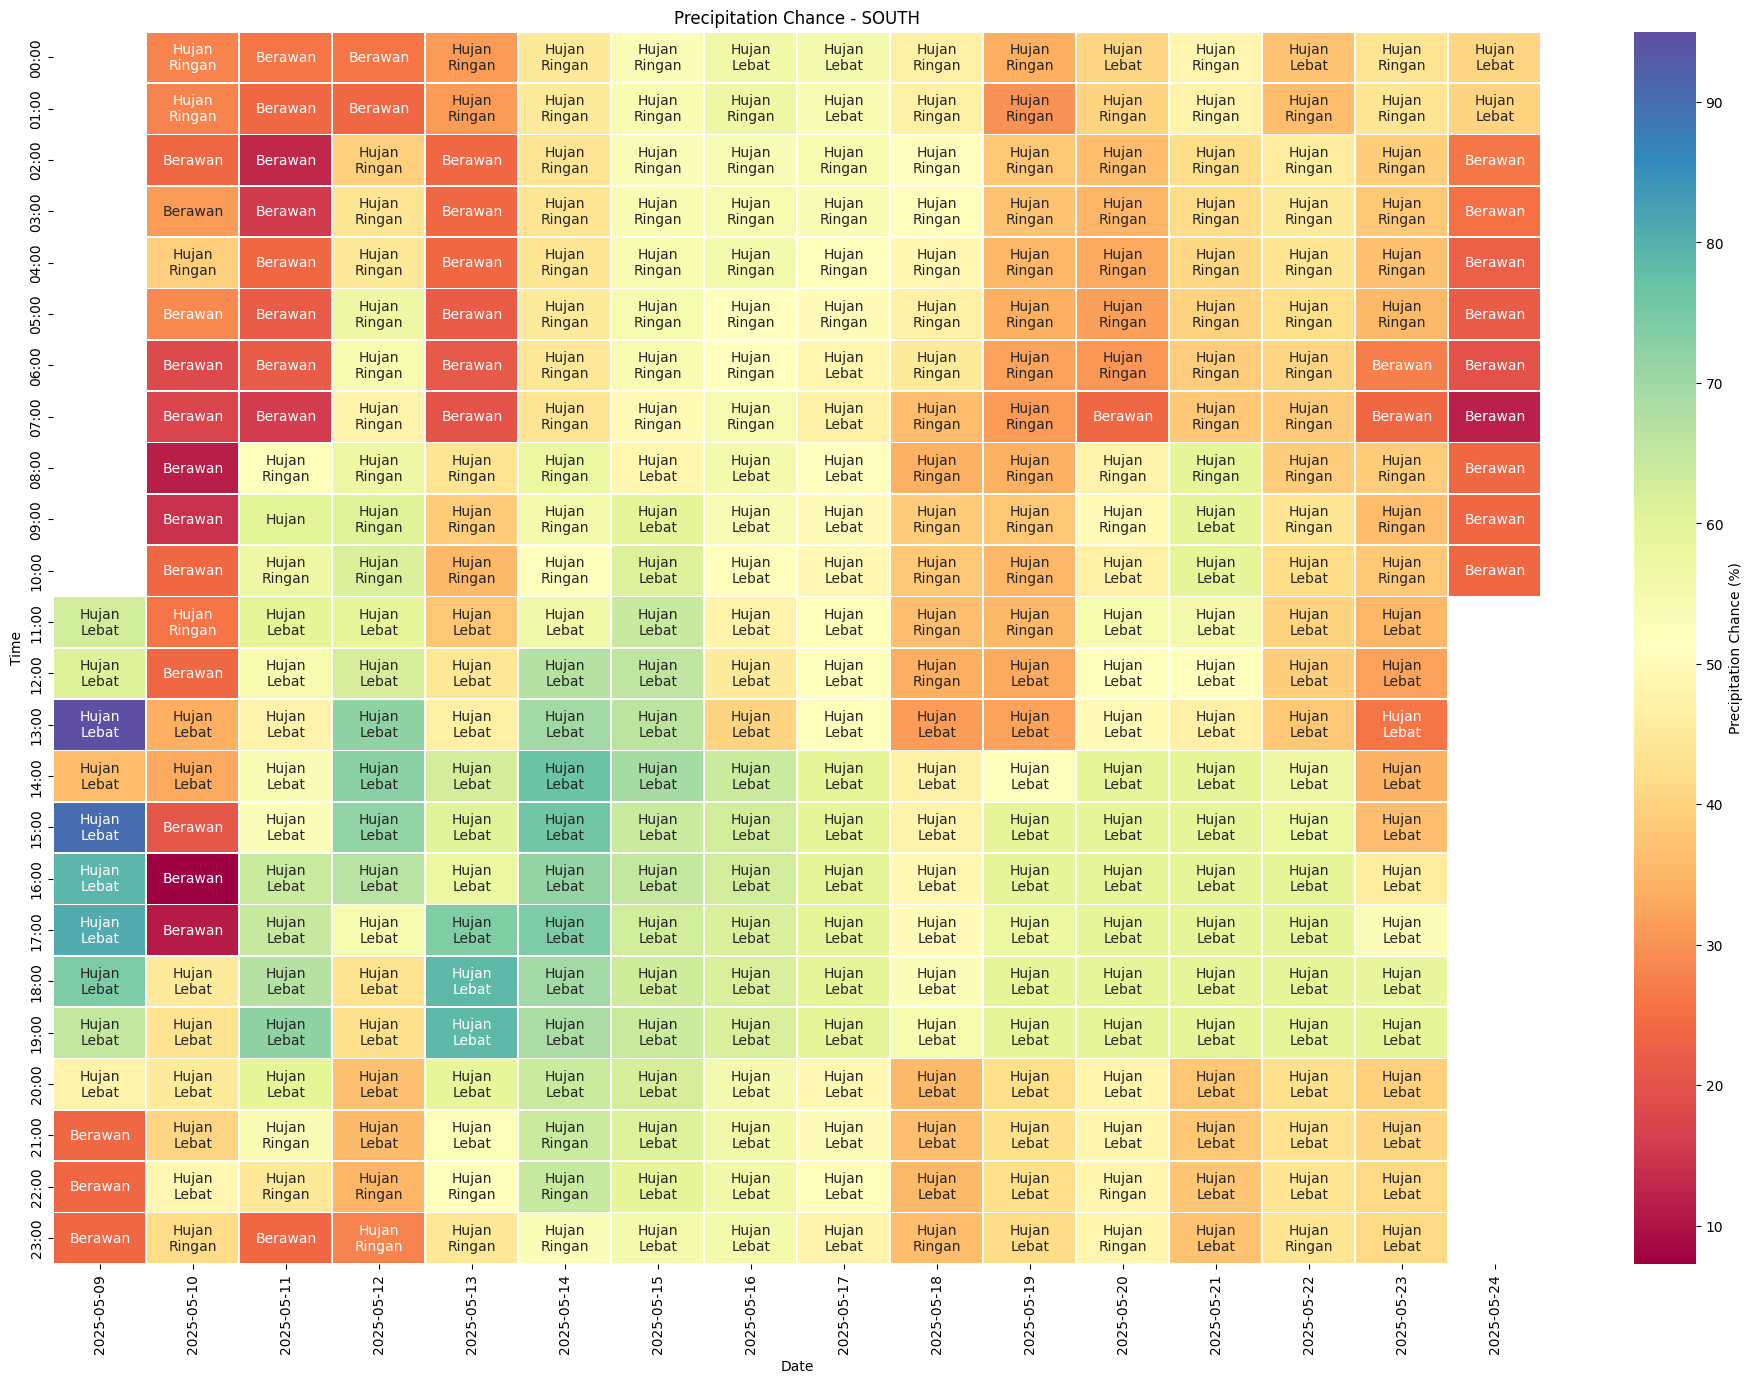 Precipitation Chance - SOUTH
00:00 Hujan Ringan Berawan Berawan Hujan Ringan Hujan Ringan Hujan Ringan Hujan Lebat Hujan Lebat Hujan Ringan Hujan Ringan Hujan Lebat Hujan Ringan Hujan Lebat Hujan Ringan Hujan Lebat
01:00 Hujan Ringan Berawan Berawan Hujan Ringan Hujan Ringan Hujan Ringan Hujan Ringan Hujan Lebat Hujan Ringan Hujan Ringan Hujan Ringan Hujan Ringan Hujan Ringan Hujan Ringan Hujan Lebat
02:00 Berawan Berawan Hujan Ringan Berawan Hujan Ringan Hujan Ringan Hujan Ringan Hujan Ringan Hujan Ringan Hujan Ringan Hujan Ringan Hujan Ringan Hujan Ringan Hujan Ringan Berawan
03:00 Berawan Berawan Hujan Ringan Berawan Hujan Ringan Hujan Ringan Hujan Ringan Hujan Ringan Hujan Ringan Hujan Ringan Hujan Ringan Hujan Ringan Hujan Ringan Hujan Ringan Berawan
04:00 Hujan Ringan Berawan Hujan Ringan Berawan Hujan Ringan Hujan Ringan Hujan Ringan Hujan Ringan Hujan Ringan Hujan Ringan Hujan Ringan Hujan Ringan Hujan Ringan Hujan Ringan Berawan
05:00 Berawan Berawan Hujan Ringan Berawan Hujan Ringan Hujan Ringan Hujan Ringan Hujan Ringan Hujan Ringan Hujan Ringan Hujan Ringan Hujan Ringan Hujan Ringan Hujan Ringan Berawan
06:00 Berawan Berawan Hujan Ringan Berawan Hujan Ringan Hujan Ringan Hujan Ringan Hujan Lebat Hujan Ringan Hujan Ringan Hujan Ringan Hujan Ringan Hujan Ringan Berawan Berawan
07:00 Berawan Berawan Hujan Ringan Berawan Hujan Ringan Hujan Ringan Hujan Ringan Hujan Lebat Hujan Ringan Hujan Ringan Berawan Hujan Ringan Hujan Ringan Berawan Berawan
08:00 Berawan Hujan Ringan Hujan Ringan Hujan Ringan Hujan Ringan Hujan Lebat Hujan Lebat Hujan Lebat Hujan Ringan Hujan Ringan Hujan Ringan Hujan Ringan Hujan Ringan Hujan Ringan Berawan
09:00 Berawan Hujan Hujan Ringan Hujan Ringan Hujan Ringan Hujan Lebat Hujan Lebat Hujan Lebat Hujan Ringan Hujan Ringan Hujan Ringan Hujan Lebat Hujan Ringan Hujan Ringan Berawan
10:00 Berawan Hujan Ringan Hujan Ringan Hujan Ringan Hujan Ringan Hujan Lebat Hujan Lebat Hujan Lebat Hujan Ringan Hujan Ringan Hujan Lebat Hujan Lebat Hujan Lebat Hujan Ringan Berawan
11:00 Hujan Lebat Hujan Ringan Hujan Lebat Hujan Lebat Hujan Lebat Hujan Lebat Hujan Lebat Hujan Lebat Hujan Lebat Hujan Ringan Hujan Ringan Hujan Lebat Hujan Lebat Hujan Lebat Hujan Lebat
12:00 Hujan Lebat Berawan Hujan Lebat Hujan Lebat Hujan Lebat Hujan Lebat Hujan Lebat Hujan Lebat Hujan Lebat Hujan Ringan Hujan Lebat Hujan Lebat Hujan Lebat Hujan Lebat Hujan Lebat
13:00 Hujan Lebat Hujan Lebat Hujan Lebat Hujan Lebat Hujan Lebat Hujan Lebat Hujan Lebat Hujan Lebat Hujan Lebat Hujan Lebat Hujan Lebat Hujan Lebat Hujan Lebat Hujan Lebat Hujan Lebat
14:00 Hujan Lebat Hujan Lebat Hujan Lebat Hujan Lebat Hujan Lebat Hujan Lebat Hujan Lebat Hujan Lebat Hujan Lebat Hujan Lebat Hujan Lebat Hujan Lebat Hujan Lebat Hujan Lebat Hujan Lebat
15:00 Hujan Lebat Berawan Hujan Lebat Hujan Lebat Hujan Lebat Hujan Lebat Hujan Lebat Hujan Lebat Hujan Lebat Hujan Lebat Hujan Lebat Hujan Lebat Hujan Lebat Hujan Lebat Hujan Lebat
16:00 Hujan Lebat Berawan Hujan Lebat Hujan Lebat Hujan Lebat Hujan Lebat Hujan Lebat Hujan Lebat Hujan Lebat Hujan Lebat Hujan Lebat Hujan Lebat Hujan Lebat Hujan Lebat Hujan Lebat
17:00 Hujan Lebat Berawan Hujan Lebat Hujan Lebat Hujan Lebat Hujan Lebat Hujan Lebat Hujan Lebat Hujan Lebat Hujan Lebat Hujan Lebat Hujan Lebat Hujan Lebat Hujan Lebat Hujan Lebat
18:00 Hujan Lebat Hujan Lebat Hujan Lebat Hujan Lebat Hujan Lebat Hujan Lebat Hujan Lebat Hujan Lebat Hujan Lebat Hujan Lebat Hujan Lebat Hujan Lebat Hujan Lebat Hujan Lebat Hujan Lebat
19:00 Hujan Lebat Hujan Lebat Hujan Lebat Hujan Lebat Hujan Lebat Hujan Lebat Hujan Lebat Hujan Lebat Hujan Lebat Hujan Lebat Hujan Lebat Hujan Lebat Hujan Lebat Hujan Lebat Hujan Lebat
20:00 Hujan Lebat Hujan Lebat Hujan Lebat Hujan Lebat Hujan Lebat Hujan Lebat Hujan Lebat Hujan Lebat Hujan Lebat Hujan Lebat Hujan Lebat Hujan Lebat Hujan Lebat Hujan Lebat Hujan Lebat
21:00 Berawan Hujan Lebat Hujan Ringan Hujan Lebat Hujan Lebat Hujan Ringan Hujan Lebat Hujan Lebat Hujan Lebat Hujan Lebat Hujan Lebat Hujan Lebat Hujan Lebat Hujan Lebat Hujan Lebat
22:00 Berawan Hujan Lebat Hujan Ringan Hujan Ringan Hujan Ringan Hujan Ringan Hujan Lebat Hujan Lebat Hujan Lebat Hujan Lebat Hujan Lebat Hujan Ringan Hujan Lebat Hujan Lebat Hujan Lebat
23:00 Berawan Hujan Ringan Berawan Hujan Ringan Hujan Ringan Hujan Ringan Hujan Lebat Hujan Lebat Hujan Lebat Hujan Ringan Hujan Lebat Hujan Ringan Hujan Lebat Hujan Ringan Hujan Lebat
Time
2025-05-09 2025-05-10 2025-05-11 2025-05-12 2025-05-13 2025-05-14 2025-05-15 2025-05-16 2025-05-17 2025-05-18 2025-05-19 2025-05-20 2025-05-21 2025-05-22 2025-05-23 2025-05-24
Date
90
80
70
60
50
40
30
20
10
Precipitation Chance (%)